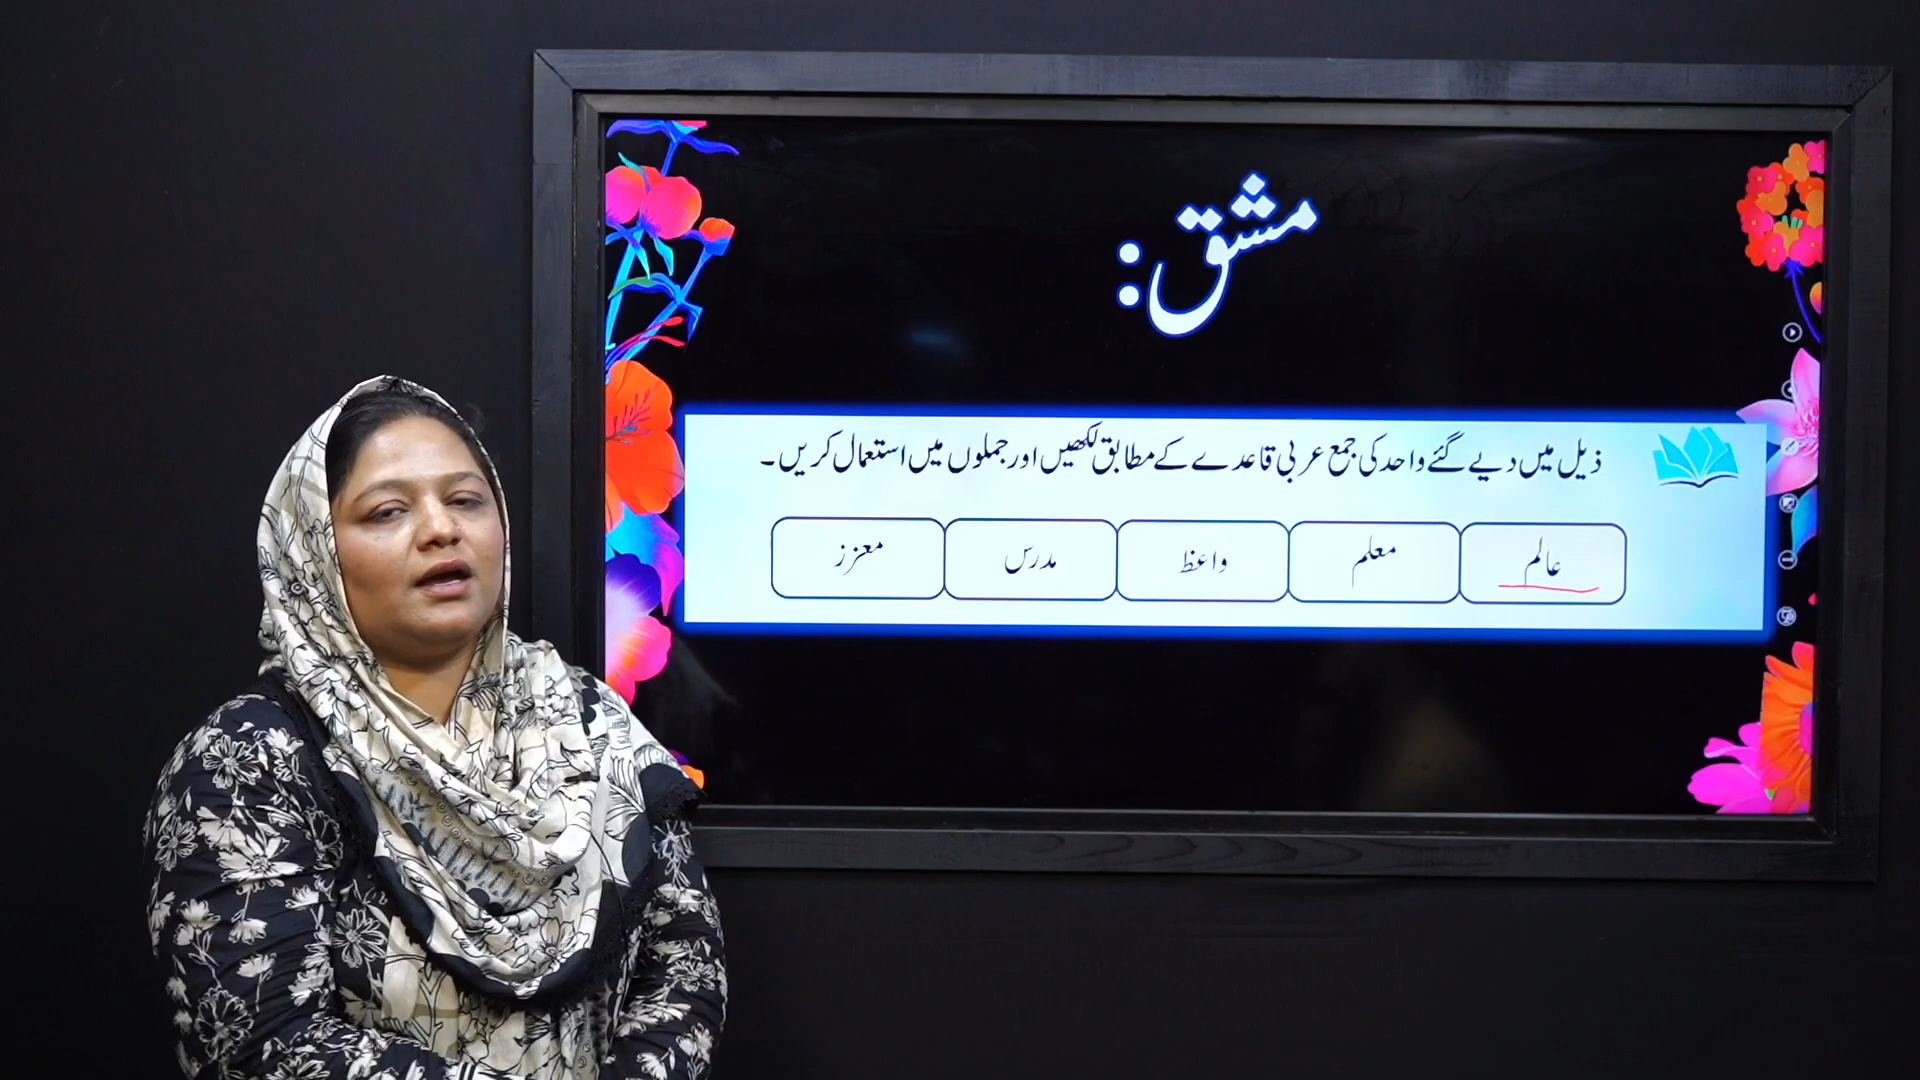 مشق:
ذیل میں دیے گئے واحد کی جمع عربی قاعدے کے مطابق لکھیں اور جملوں میں استعمال کریں۔
عالم معلم واعظ مدرس معزز